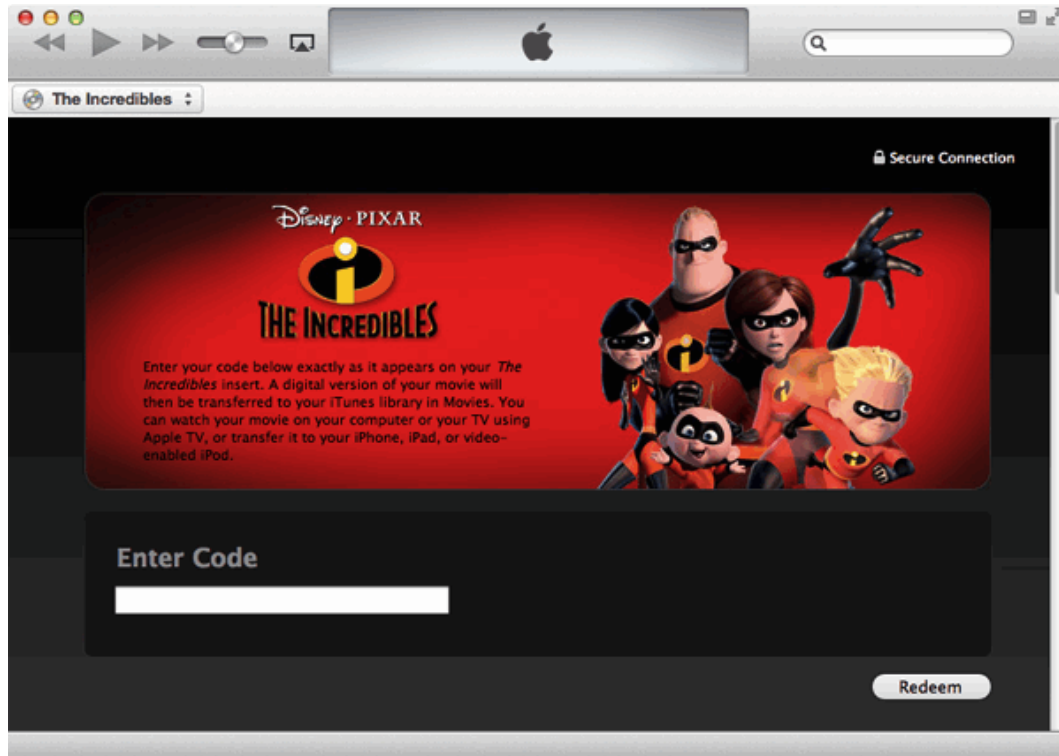 The Incredibles
Secure Connection
Disney · PIXAR
THE INCREDIBLES
Enter your code below exactly as it appears on your The
Incredibles insert. A digital version of your movie will
then be transferred to your iTunes library in Movies. You
can watch your movie on your computer or your TV using
Apple TV, or transfer it to your iPhone, iPad, or video-
enabled iPod.
Enter Code
Redeem